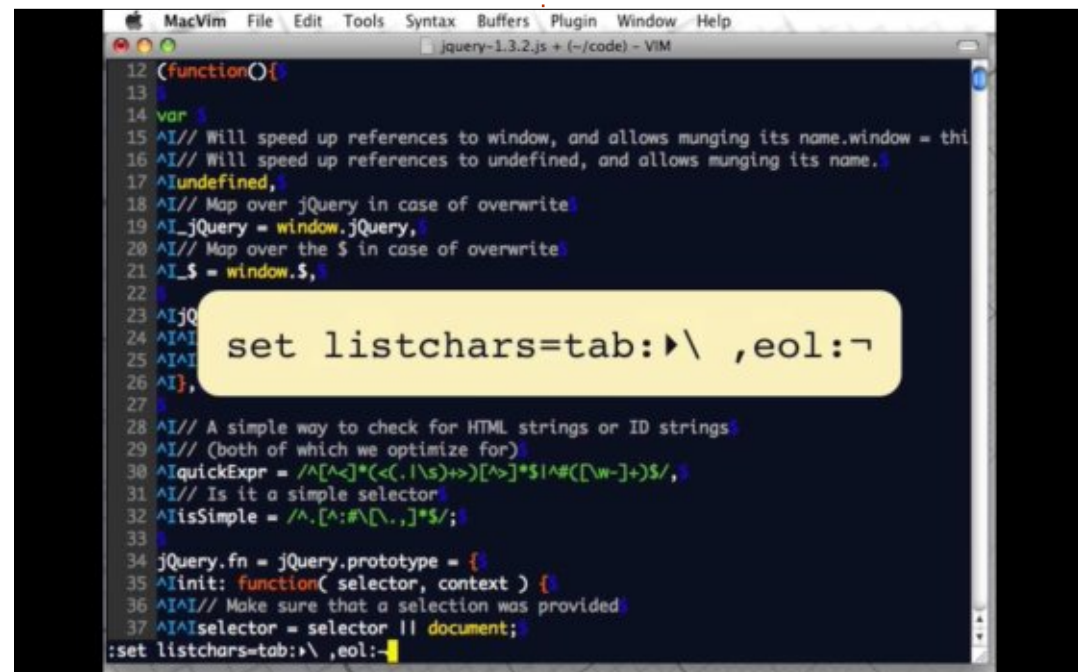 MacVim File Edit Tools Syntax Buffers Plugin Window Help
jquery-1.3.2.js + (~/code) - VIM
12 (function(){$
13 $
14 var $
15 ^I// Will speed up references to window, and allows munging its name.window = thi
16 ^I// Will speed up references to undefined, and allows munging its name.$
17 ^Iundefined,$
18 ^I// Map over jQuery in case of overwrite$
19 ^I_jQuery = window.jQuery,$
20 ^I// Map over the $ in case of overwrite$
21 ^I_$ = window.$,$
22 $
23 ^IjQ
24 ^I^I
25 ^I^I
26 ^I},
set listchars=tab:▸\ ,eol:¬
27 $
28 ^I// A simple way to check for HTML strings or ID strings$
29 ^I// (both of which we optimize for)$
30 ^IquickExpr = /^[^<]*(<(.|\s)+>)[^>]*$|^#([\w-]+)$/,$
31 ^I// Is it a simple selector$
32 ^IisSimple = /^.[^:#\[\.,]*$/;$
33 $
34 jQuery.fn = jQuery.prototype = {$
35 ^Iinit: function( selector, context ) {$
36 ^I^I// Make sure that a selection was provided$
37 ^I^Iselector = selector || document;$
:set listchars=tab:▸\ ,eol:¬